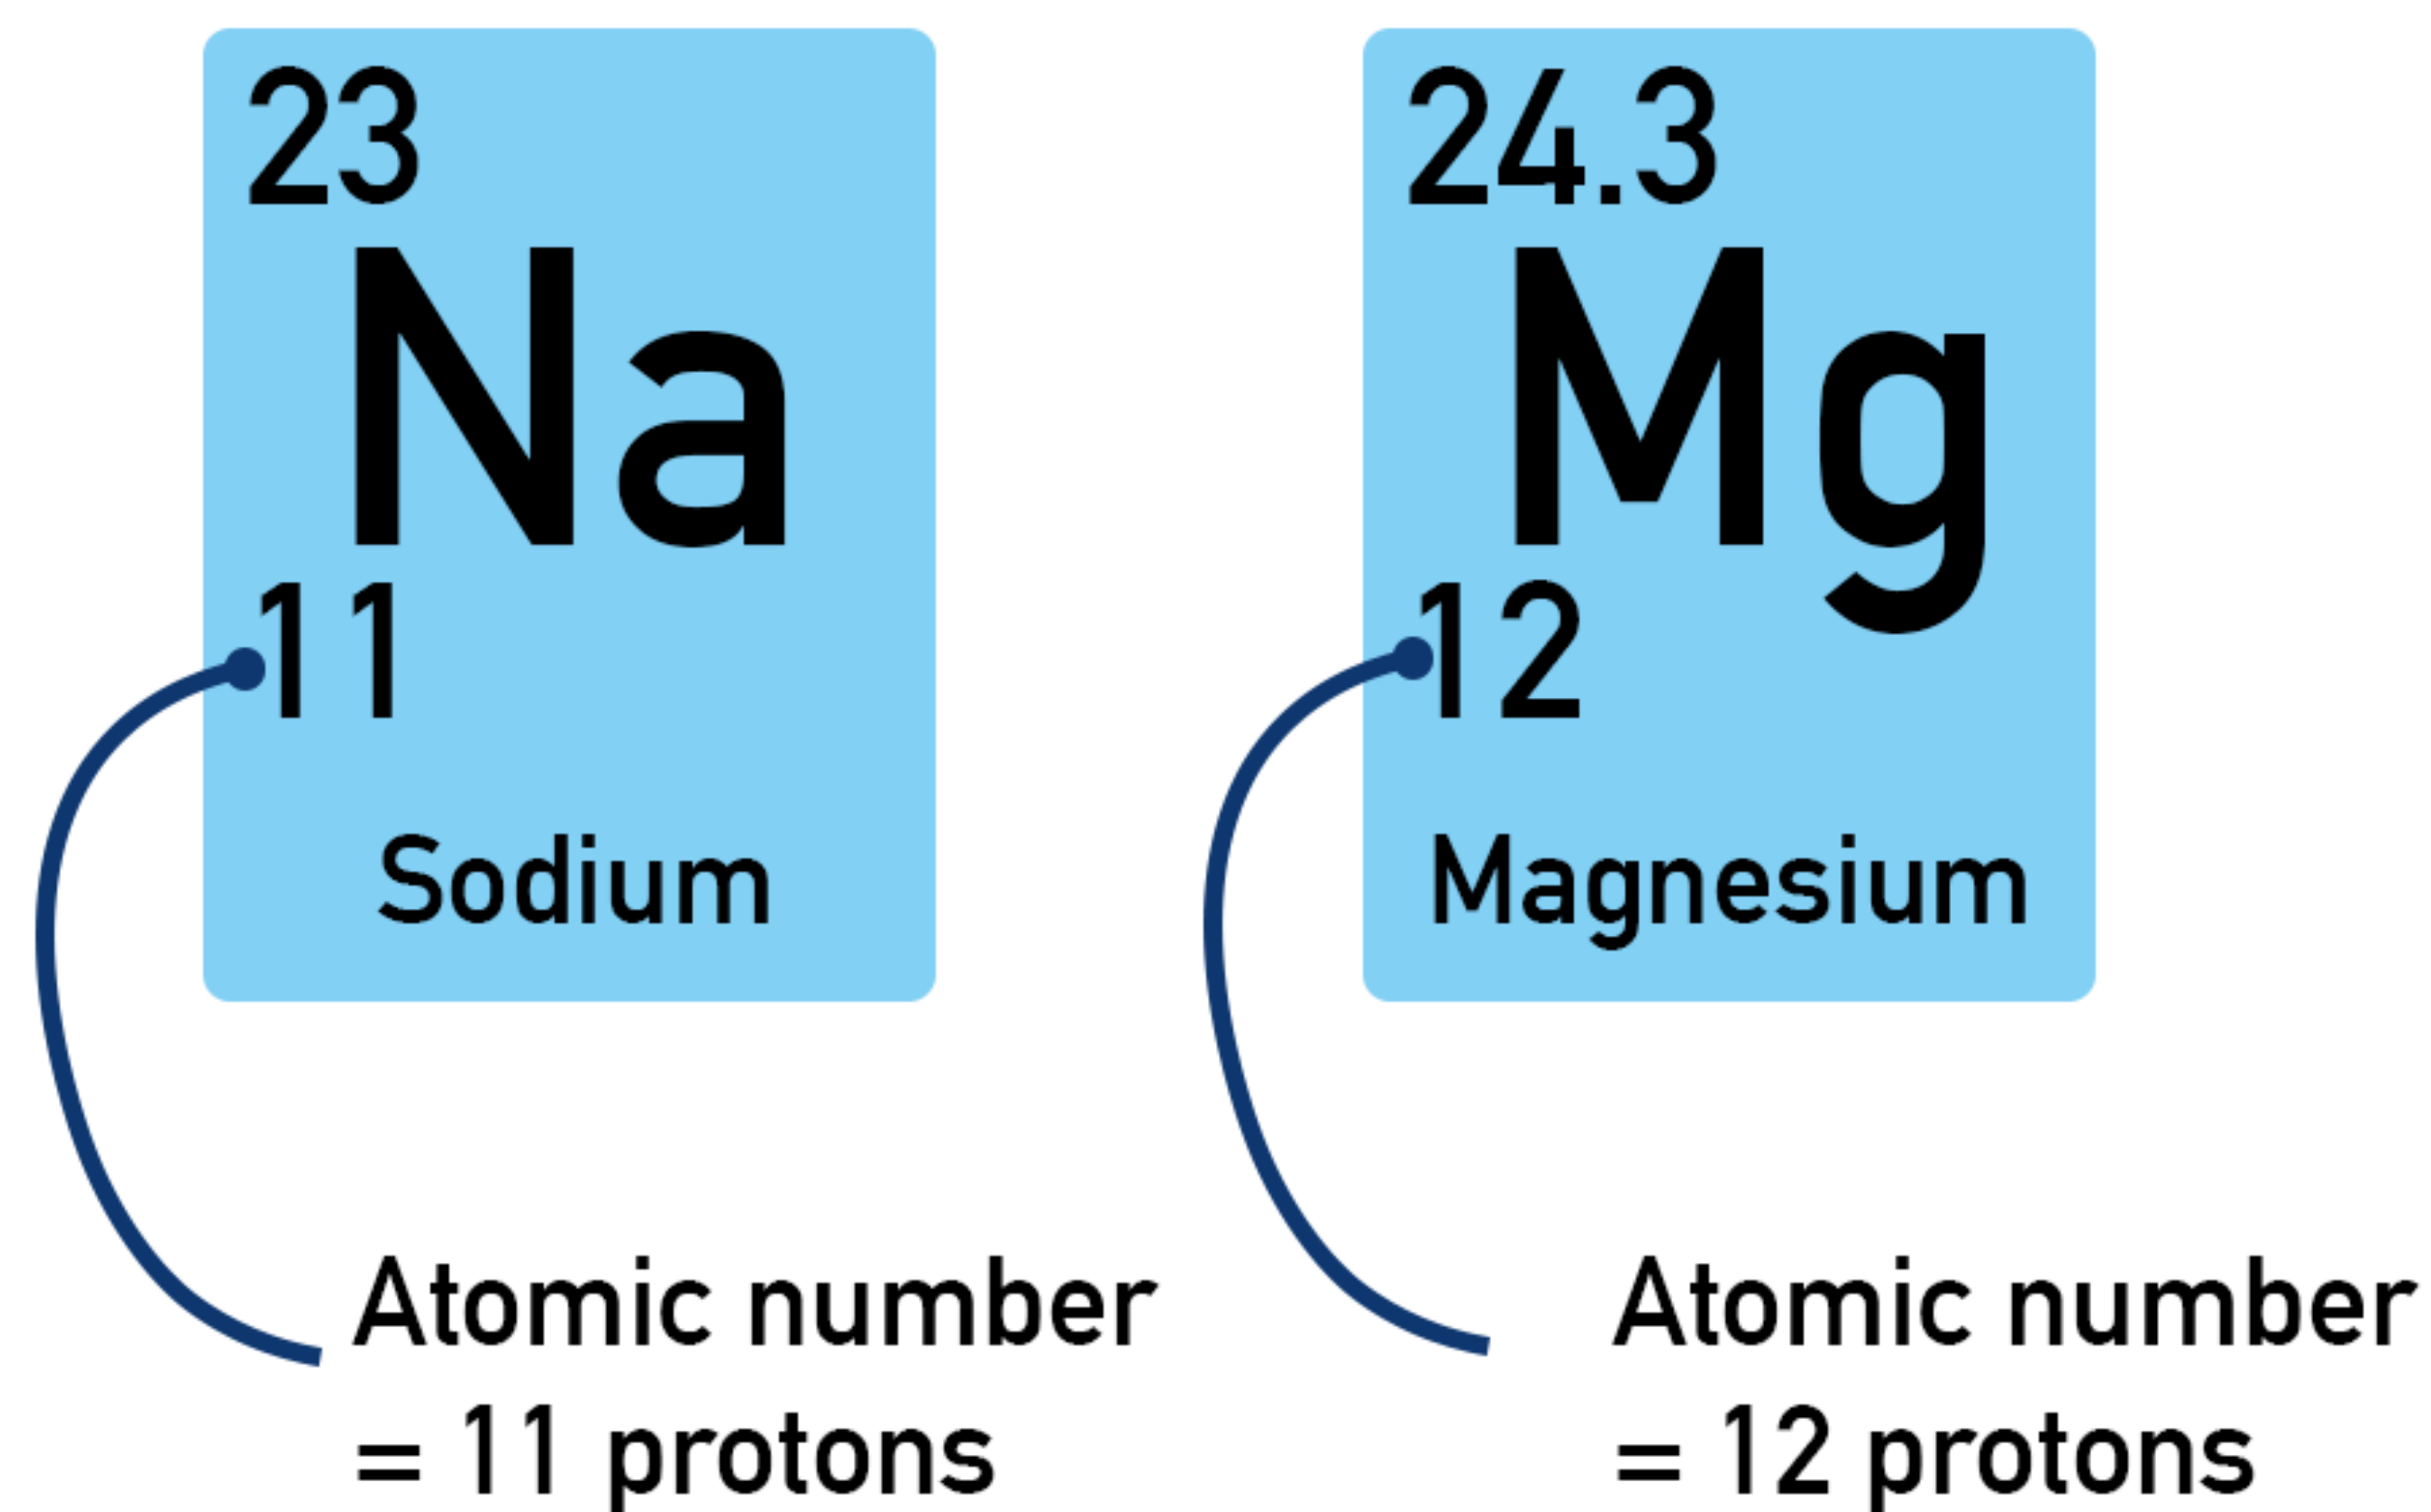 23
Na
11
Sodium
Atomic number
= 11 protons
24.3
Mg
12
Magnesium
Atomic number
= 12 protons